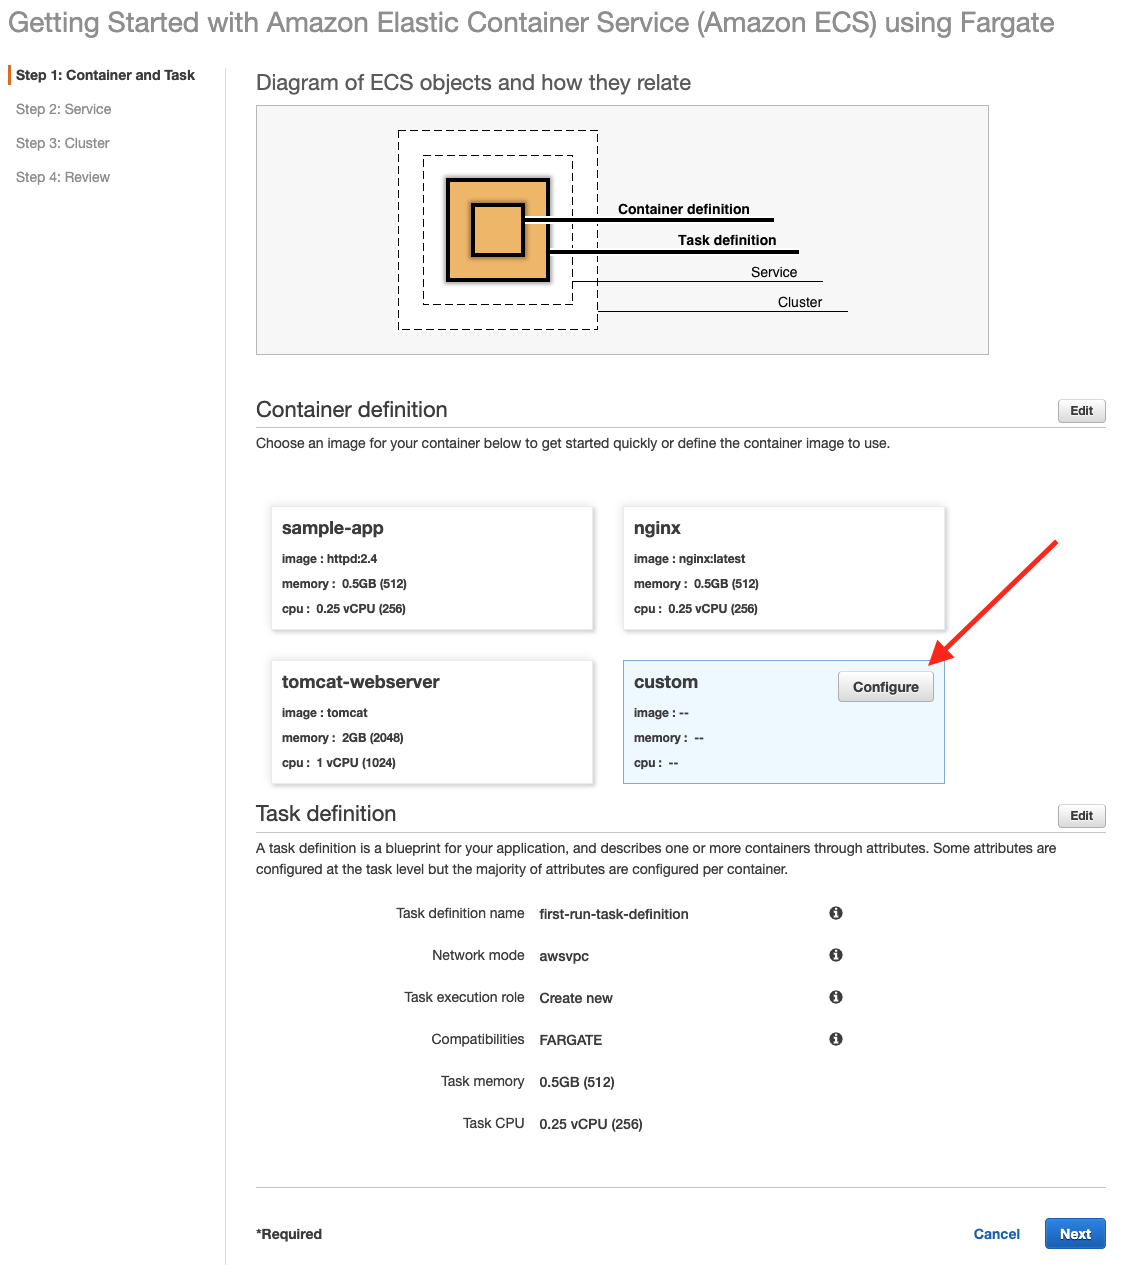 Getting Started with Amazon Elastic Container Service (Amazon ECS) using Fargate
Step 1: Container and Task
Step 2: Service
Step 3: Cluster
Step 4: Review
Diagram of ECS objects and how they relate
Container definition
Task definition
Service
Cluster
Container definition
Edit
Choose an image for your container below to get started quickly or define the container image to use.
sample-app
image : httpd:2.4
memory : 0.5GB (512)
cpu : 0.25 vCPU (256)
nginx
image : nginx:latest
memory : 0.5GB (512)
cpu : 0.25 vCPU (256)
tomcat-webserver
image : tomcat
memory : 2GB (2048)
cpu : 1 vCPU (1024)
custom
Configure
image : --
memory : --
cpu : --
Task definition
Edit
A task definition is a blueprint for your application, and describes one or more containers through attributes. Some attributes are
configured at the task level but the majority of attributes are configured per container.
Task definition name first-run-task-definition
Network mode awsvpc
Task execution role Create new
Compatibilities FARGATE
Task memory 0.5GB (512)
Task CPU 0.25 vCPU (256)
*Required
Cancel
Next